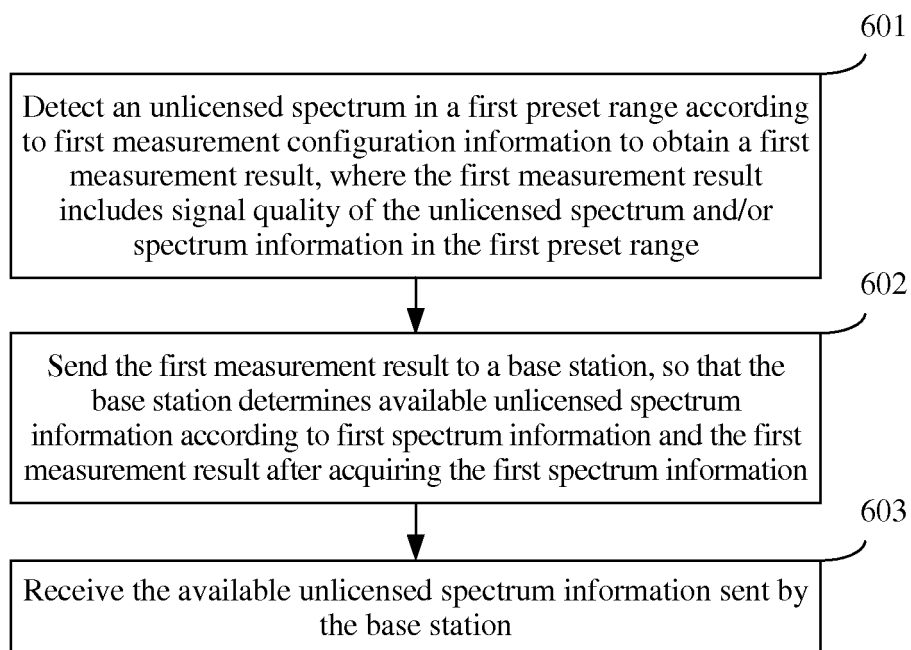 601
Detect an unlicensed spectrum in a first preset range according
to first measurement configuration information to obtain a first
measurement result, where the first measurement result
includes signal quality of the unlicensed spectrum and/or
spectrum information in the first preset range
602
Send the first measurement result to a base station, so that the
base station determines available unlicensed spectrum
information according to first spectrum information and the first
measurement result after acquiring the first spectrum information
603
Receive the available unlicensed spectrum information sent by
the base station